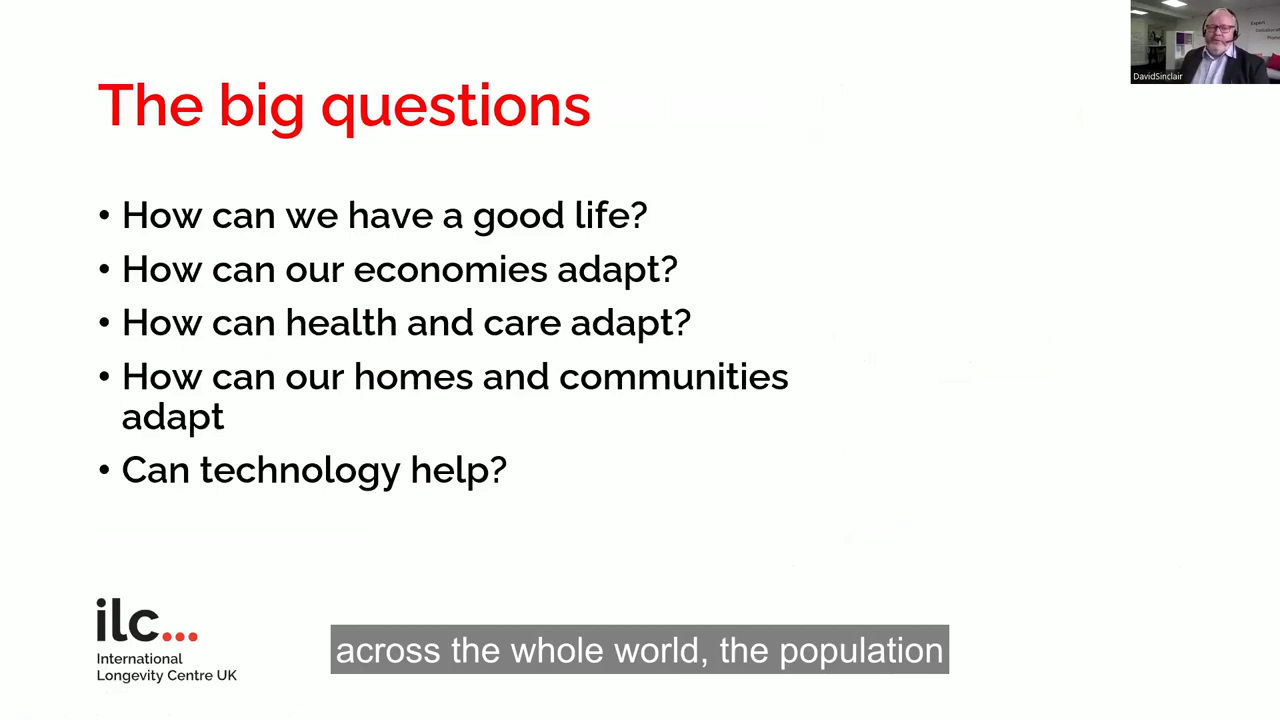 The big questions
• How can we have a good life?
• How can our economies adapt?
• How can health and care adapt?
• How can our homes and communities
adapt
• Can technology help?
ilc...
International
Longevity Centre UK
across the whole world, the population
DavidSinclair
Expert